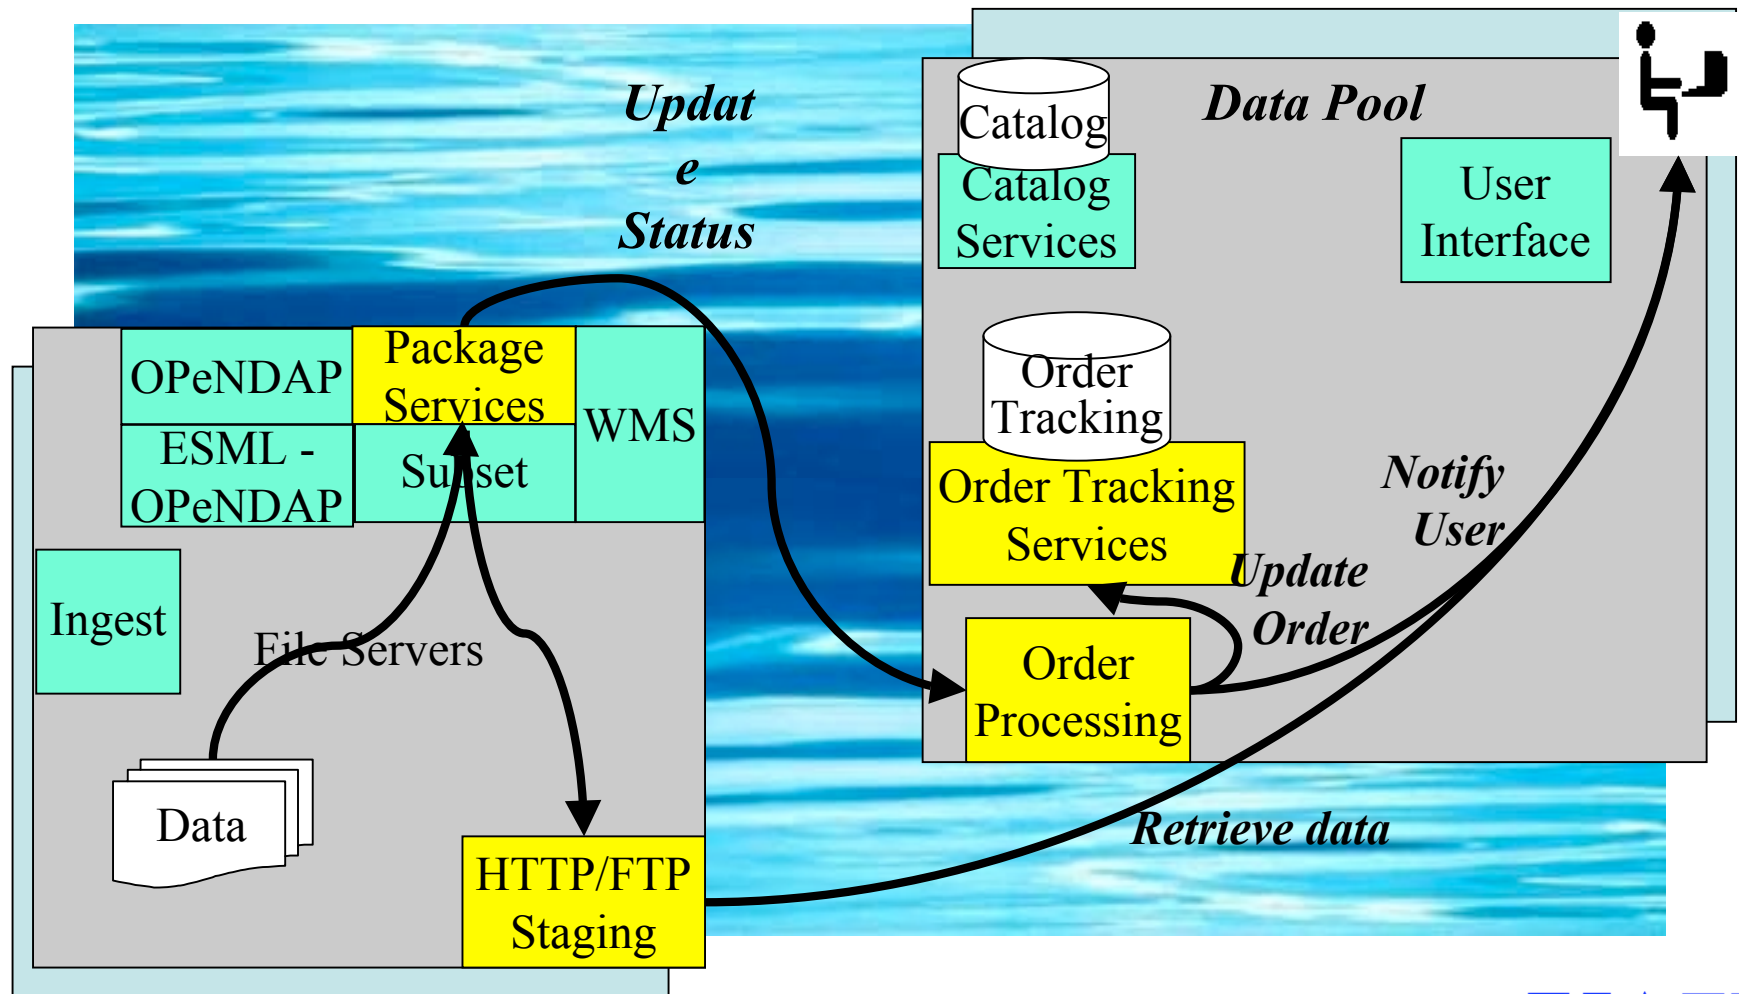 Updat
e
Status
Data Pool
Catalog
Catalog
Services
User
Interface
OPeNDAP
Package
Services
WMS
ESML -
OPeNDAP
Subset
Order
Tracking
Order Tracking
Services
Notify
User
Update
Order
Ingest
File Servers
Order
Processing
Data
Retrieve data
HTTP/FTP
Staging